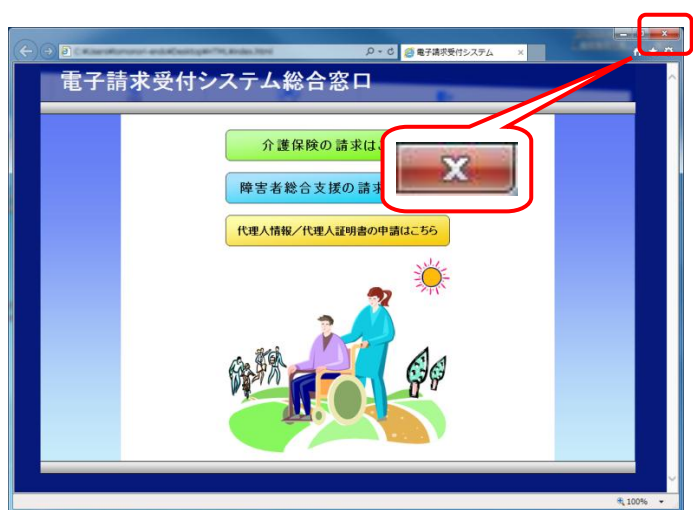 電子請求受付システム
電子請求受付システム総合窓口
介護保険の請求は
障害者総合支援の請求
代理人情報/代理人証明書の申請はこちら
100%